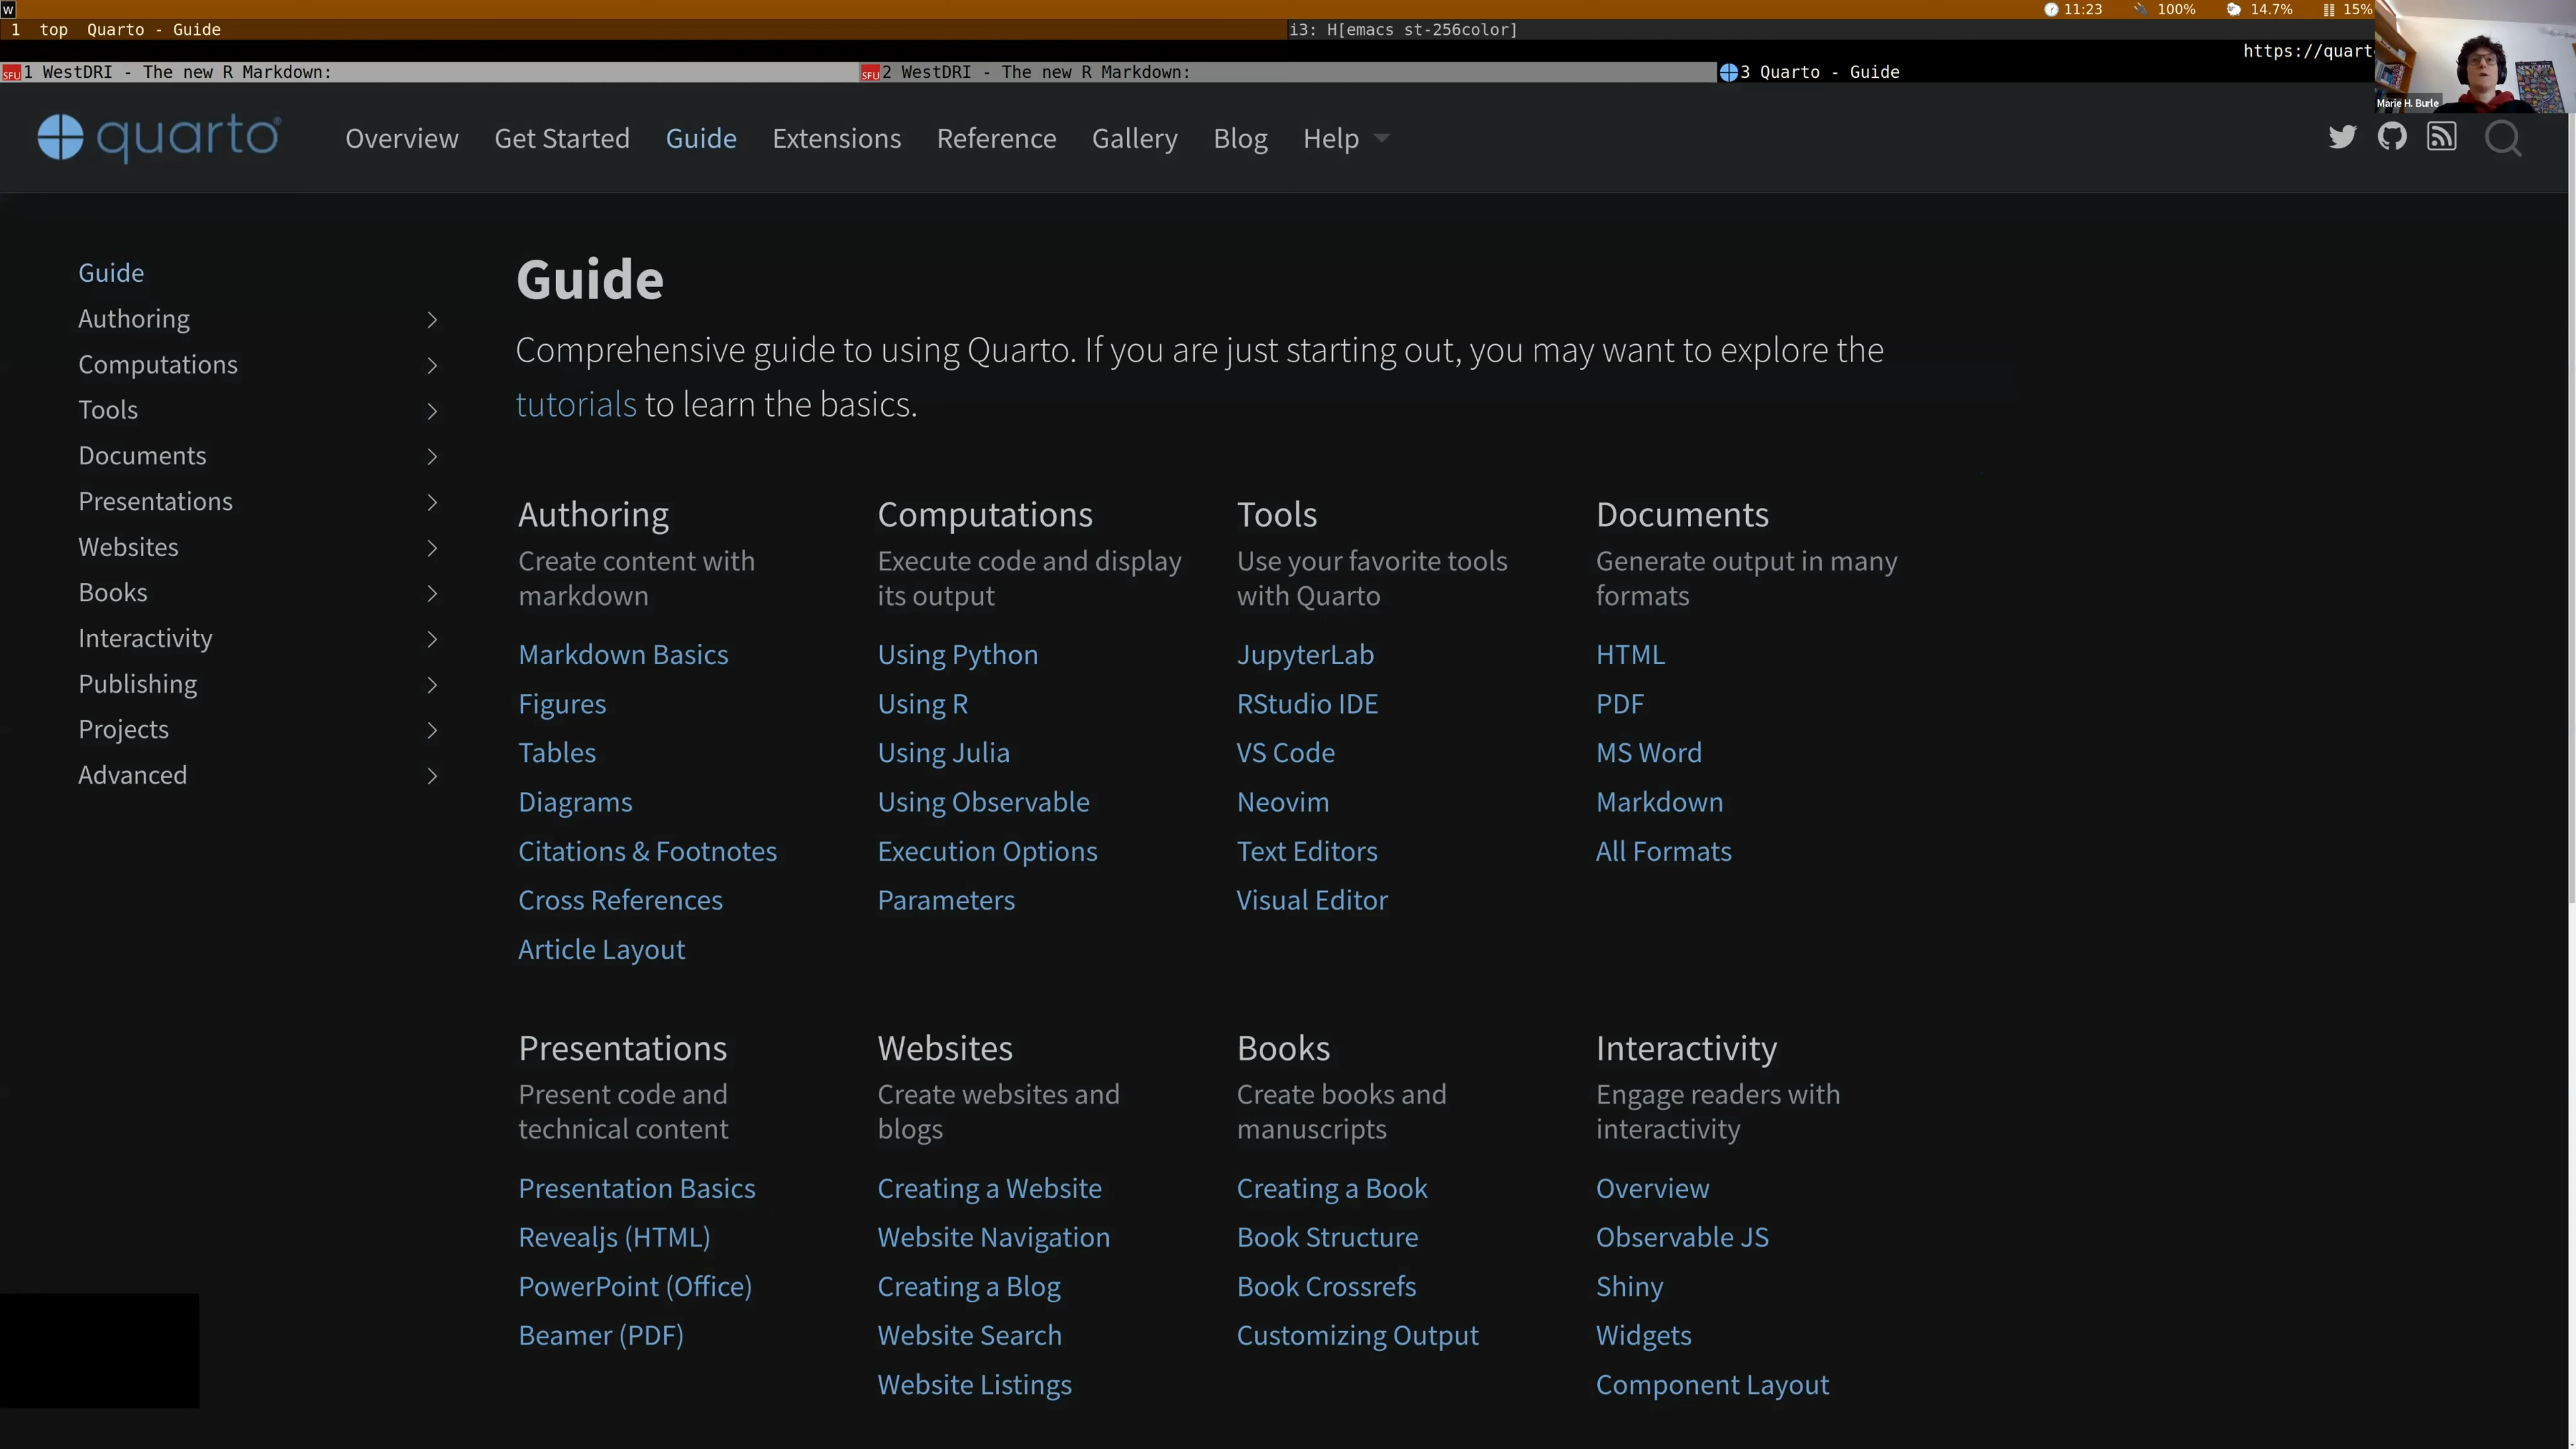 W
11:23 100% 14.7% 15%
1 top Quarto - Guide
i3: H[emacs st-256color]
https://quart
SFU 1 WestDRI - The new R Markdown:
SFU 2 WestDRI - The new R Markdown:
3 Quarto - Guide
Marie H. Burle
quarto
Overview Get Started Guide Extensions Reference Gallery Blog Help
Guide
Authoring
Computations
Tools
Documents
Presentations
Websites
Books
Interactivity
Publishing
Projects
Advanced
Guide
Comprehensive guide to using Quarto. If you are just starting out, you may want to explore the
tutorials to learn the basics.
Authoring
Create content with
markdown
Markdown Basics
Figures
Tables
Diagrams
Citations & Footnotes
Cross References
Article Layout
Computations
Execute code and display
its output
Using Python
Using R
Using Julia
Using Observable
Execution Options
Parameters
Tools
Use your favorite tools
with Quarto
JupyterLab
RStudio IDE
VS Code
Neovim
Text Editors
Visual Editor
Documents
Generate output in many
formats
HTML
PDF
MS Word
Markdown
All Formats
Presentations
Present code and
technical content
Presentation Basics
Revealjs (HTML)
PowerPoint (Office)
Beamer (PDF)
Websites
Create websites and
blogs
Creating a Website
Website Navigation
Creating a Blog
Website Search
Website Listings
Books
Create books and
manuscripts
Creating a Book
Book Structure
Book Crossrefs
Customizing Output
Interactivity
Engage readers with
interactivity
Overview
Observable JS
Shiny
Widgets
Component Layout